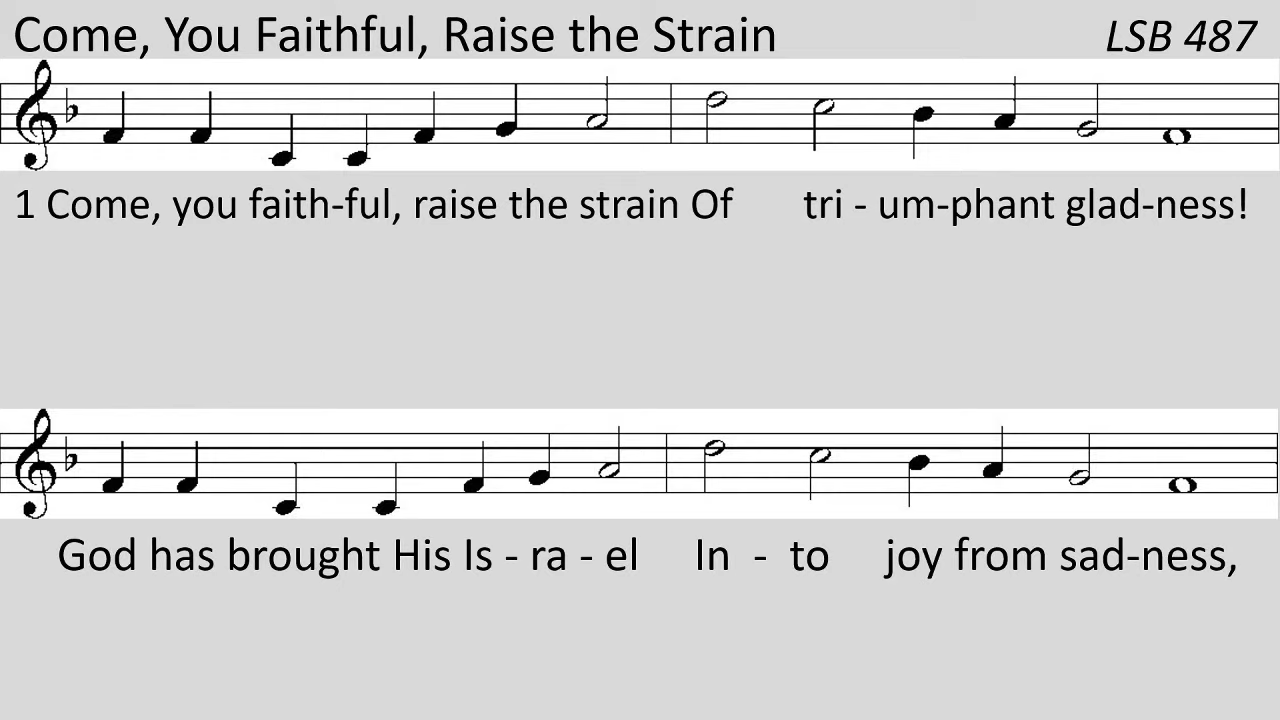 Come, You Faithful, Raise the Strain LSB 487
1 Come, you faith-ful, raise the strain Of tri - um-phant glad-ness!
God has brought His Is - ra - el In - to joy from sad-ness,